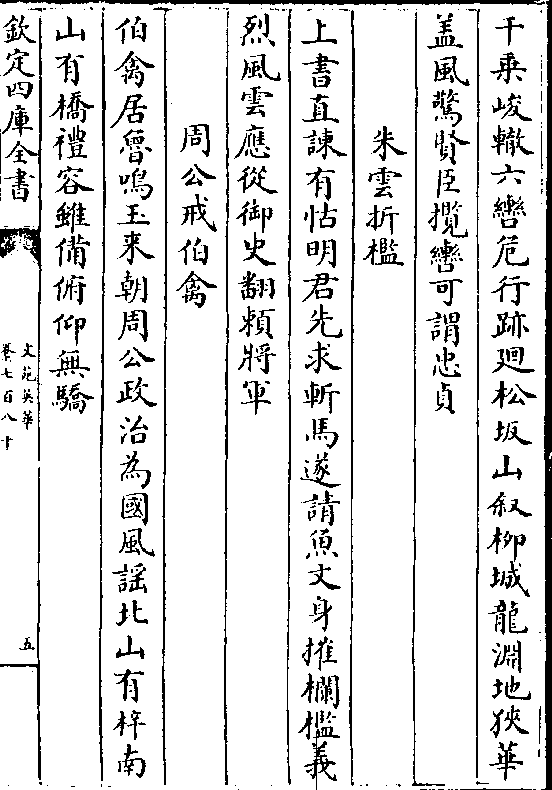 千乗峻轍六轡危行跡廻松坂山叙柳城龍淵地狹華
盖風驚賢臣攬轡可謂忠貞
朱雲折檻
上書直諌有怙明君先求斬馬遂請魚文身摧欄檻義
烈風雲應從御史翻頼將軍
周公戒伯禽
伯禽居魯鳴玉来朝周公政治為國風謡北山有梓南
山有橋禮容雖備俯仰無驕
欽定四庫全書
文苑英華
卷七百八十
五